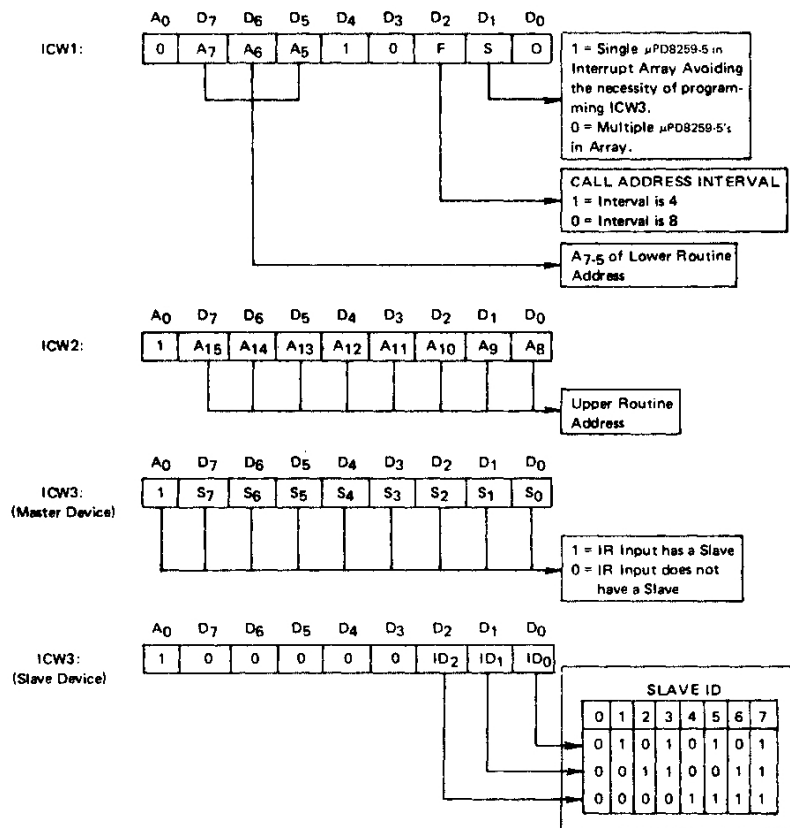 A0 D7 D6 D5 D4 D3 D2 D1 D0
ICW1: 0 A7 A6 A5 1 0 F S O
1 = Single µPD8259-5 in
Interrupt Array Avoiding
the necessity of program-
ming ICW3.
0 = Multiple µPD8259-5's
in Array.
CALL ADDRESS INTERVAL
1 = Interval is 4
0 = Interval is 8
A7-5 of Lower Routine
Address
A0 D7 D6 D5 D4 D3 D2 D1 D0
ICW2: 1 A15 A14 A13 A12 A11 A10 A9 A8
Upper Routine
Address
A0 D7 D6 D5 D4 D3 D2 D1 D0
ICW3: 1 S7 S6 S5 S4 S3 S2 S1 S0
(Master Device)
1 = IR Input has a Slave
0 = IR Input does not
have a Slave
A0 D7 D6 D5 D4 D3 D2 D1 D0
ICW3: 1 0 0 0 0 0 ID2 ID1 ID0
(Slave Device)
SLAVE ID
0 1 2 3 4 5 6 7
0 1 0 1 0 1 0 1
0 0 1 1 0 0 1 1
0 0 0 0 1 1 1 1